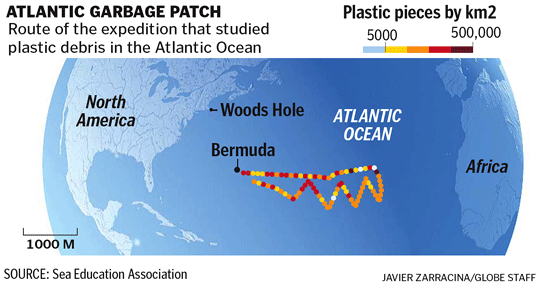 ATLANTIC GARBAGE PATCH
Route of the expedition that studied
plastic debris in the Atlantic Ocean
Plastic pieces by km2
5000
500,000
North
America
Woods Hole
ATLANTIC
OCEAN
Bermuda
Africa
1000 M
SOURCE: Sea Education Association
JAVIER ZARRACINA/GLOBE STAFF